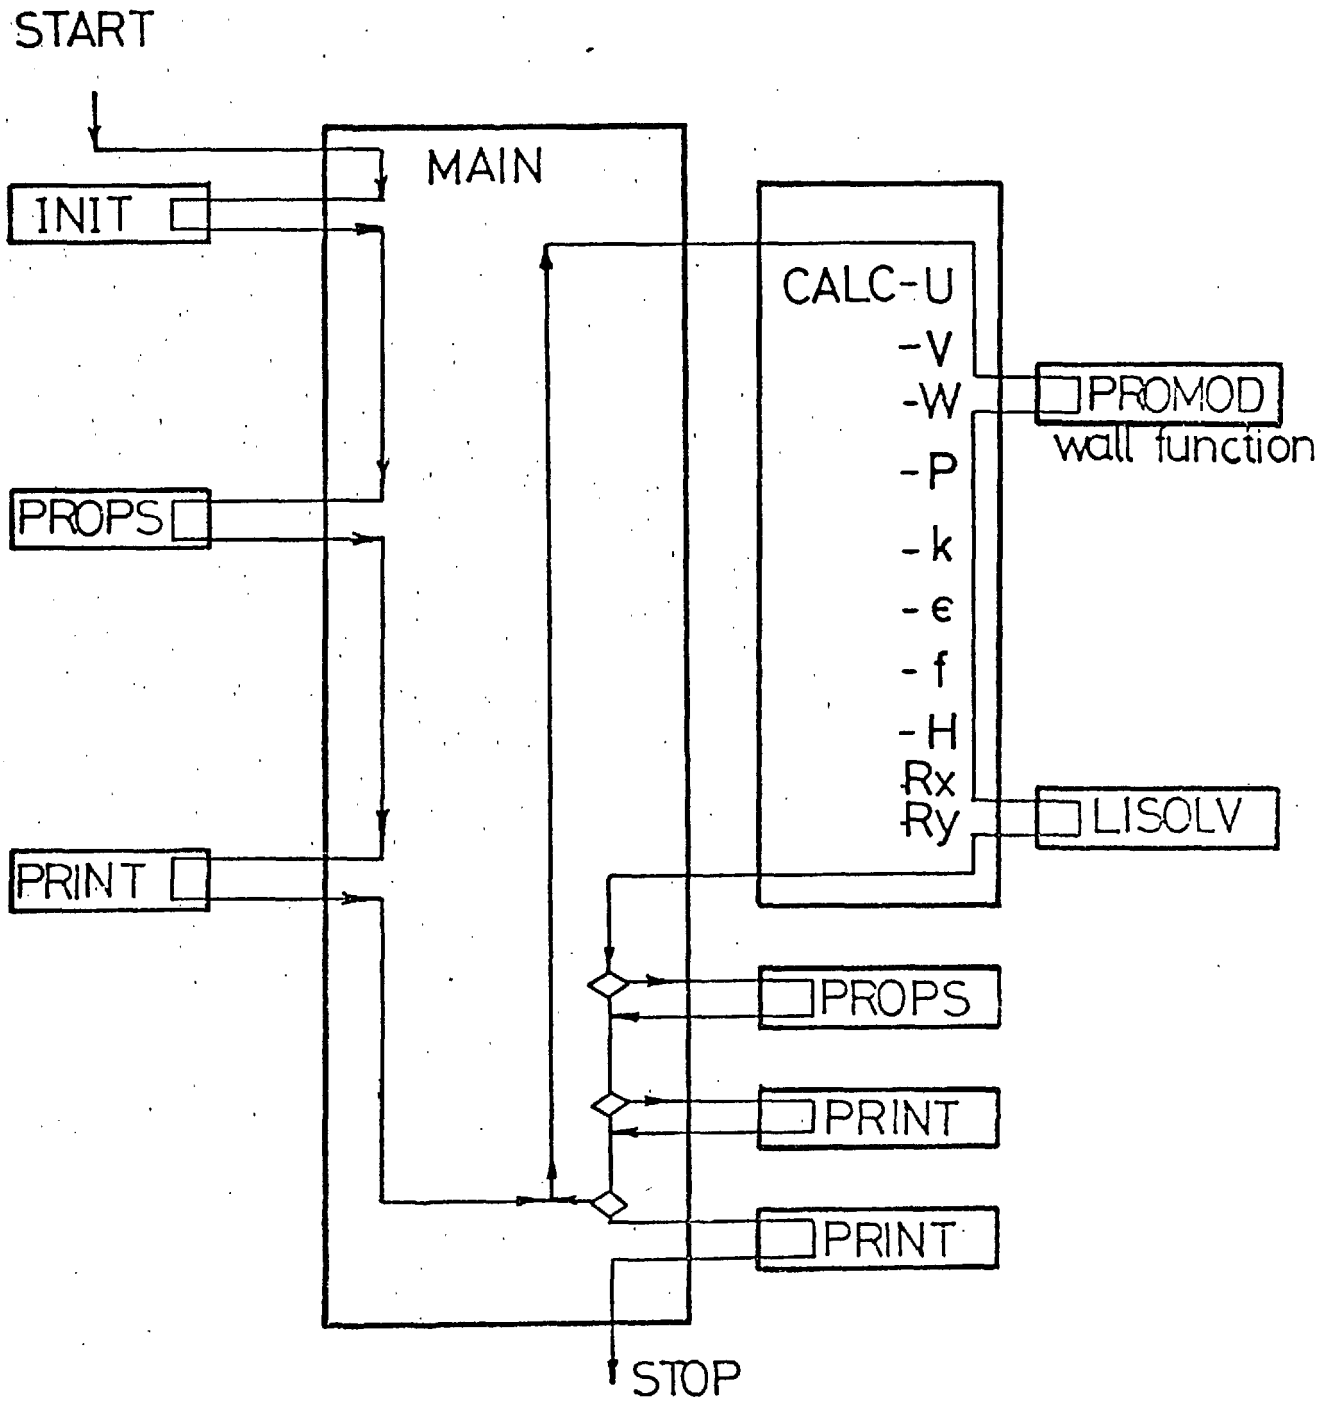 START
MAIN
INIT
CALC-U
-V
-W
PROMOD
wall function
PROPS
-P
-k
-ϵ
-f
-H
-Rx
-Ry
LISOLV
PRINT
PROPS
PRINT
PRINT
STOP